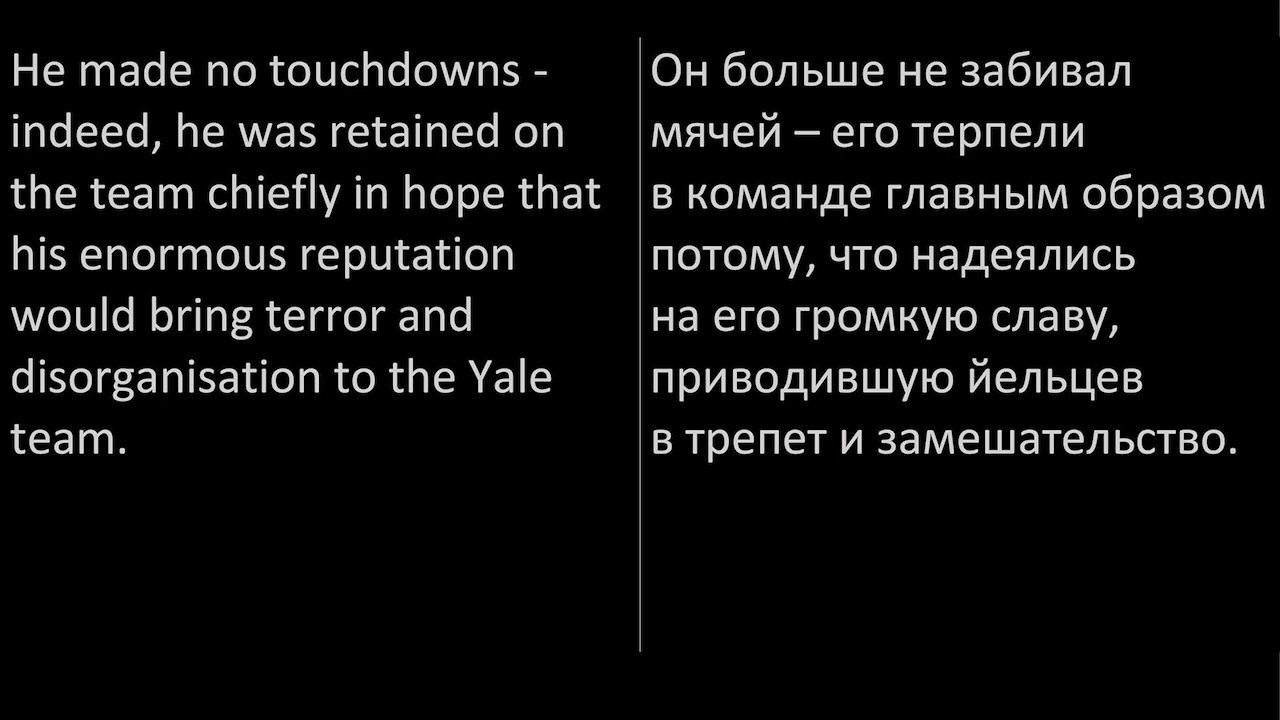 He made no touchdowns -
indeed, he was retained on
the team chiefly in hope that
his enormous reputation
would bring terror and
disorganisation to the Yale
team.
Он больше не забивал
мячей – его терпели
в команде главным образом
потому, что надеялись
на его громкую славу,
приводившую йельцев
в трепет и замешательство.